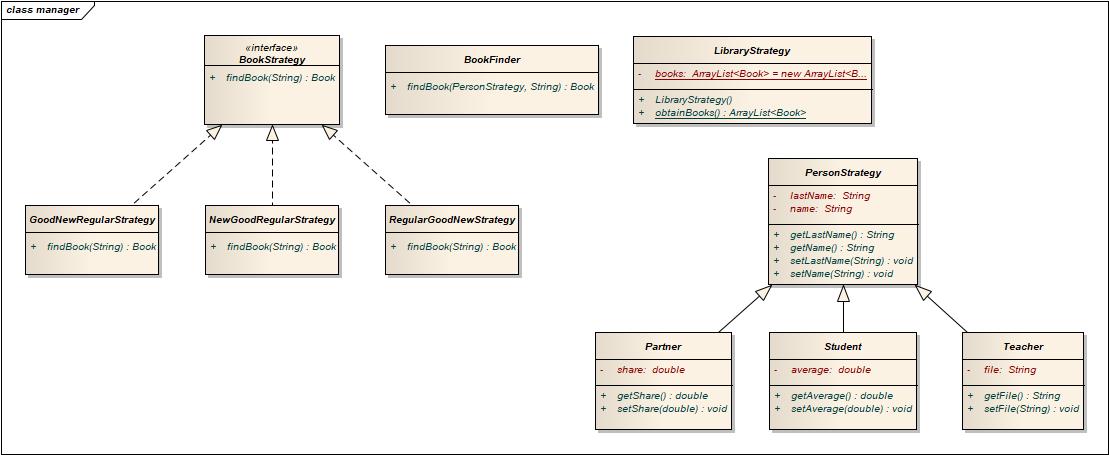 class manager
«interface»
BookStrategy
+ findBook(String) : Book
BookFinder
+ findBook(PersonStrategy, String) : Book
LibraryStrategy
- books: ArrayList<Book> = new ArrayList<B...
+ LibraryStrategy()
+ obtainBooks() : ArrayList<Book>
PersonStrategy
- lastName: String
- name: String
+ getLastName() : String
+ getName() : String
+ setLastName(String) : void
+ setName(String) : void
GoodNewRegularStrategy
+ findBook(String) : Book
NewGoodRegularStrategy
+ findBook(String) : Book
RegularGoodNewStrategy
+ findBook(String) : Book
Partner
- share: double
+ getShare() : double
+ setShare(double) : void
Student
- average: double
+ getAverage() : double
+ setAverage(double) : void
Teacher
- file: String
+ getFile() : String
+ setFile(String) : void